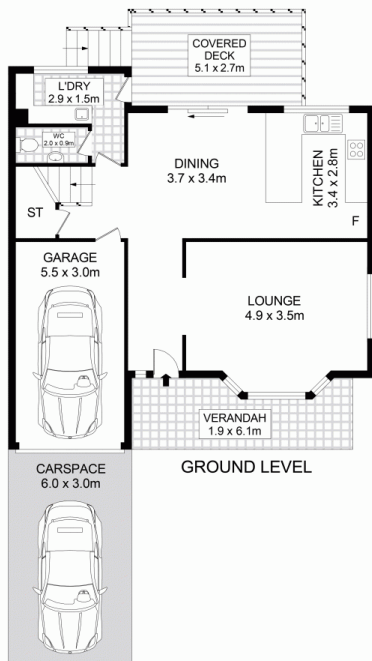 COVERED
DECK
5.1 x 2.7m
L'DRY
2.9 x 1.5m
WC
2.0 x 0.9m
DINING
3.7 x 3.4m
KITCHEN
3.4 x 2.8m
ST
F
GARAGE
5.5 x 3.0m
LOUNGE
4.9 x 3.5m
VERANDAH
1.9 x 6.1m
CARSPACE
6.0 x 3.0m
GROUND LEVEL